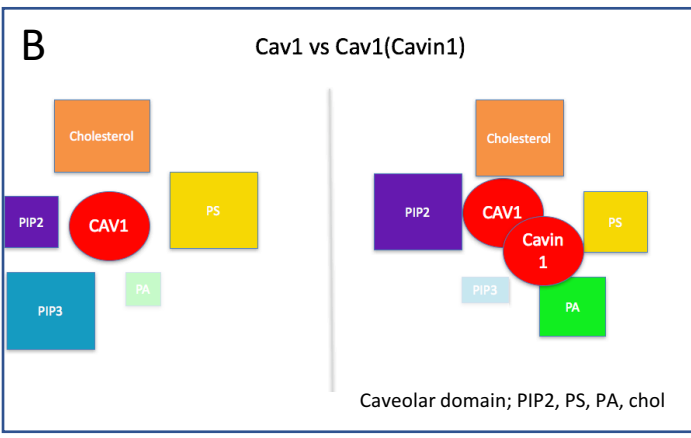 B
Cav1 vs Cav1(Cavin1)
Cholesterol
PIP2
CAV1
PS
PIP3
PA
Cholesterol
PIP2
CAV1
Cavin
1
PS
PIP3
PA
Caveolar domain; PIP2, PS, PA, chol